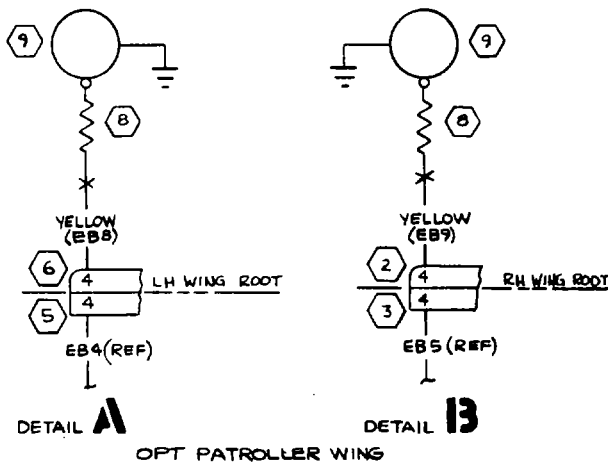 9
9
8
8
YELLOW
(EB8)
YELLOW
(EB9)
6
4
LH WING ROOT
5
4
2
4
RH WING ROOT
3
4
EB4 (REF)
EB5 (REF)
DETAIL A
DETAIL B
OPT PATROLLER WING